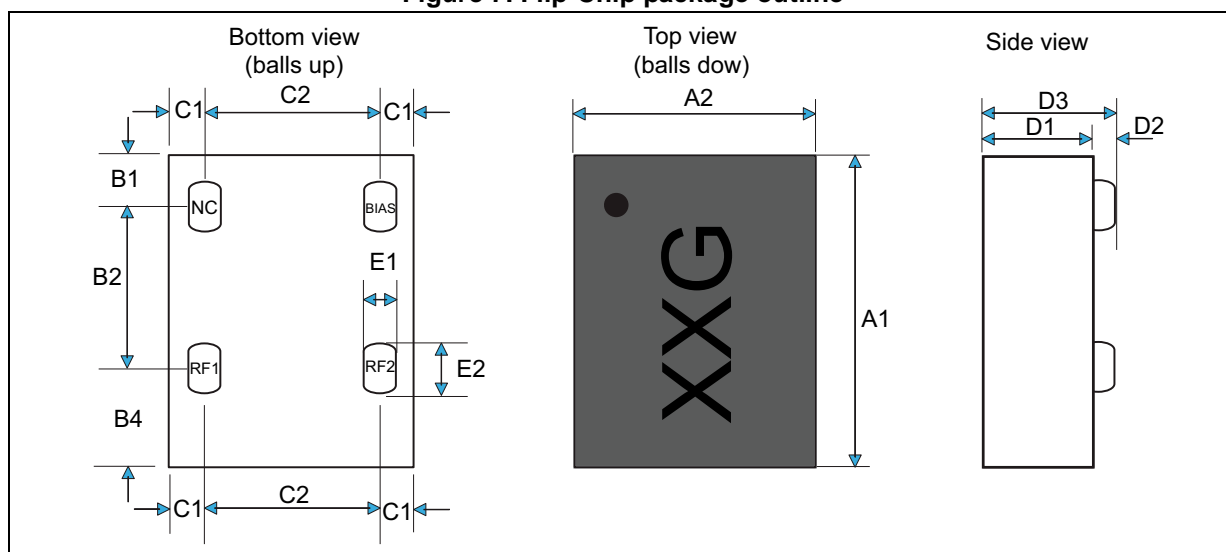 Figure Flip-Chip package outline
Bottom view
(balls up)
C1
C2
C1
B1
NC
BIAS
B2
E1
RF1
RF2
E2
B4
C1
C2
C1
Top view
(balls dow)
A2
XXG
A1
Side view
D3
D1
D2